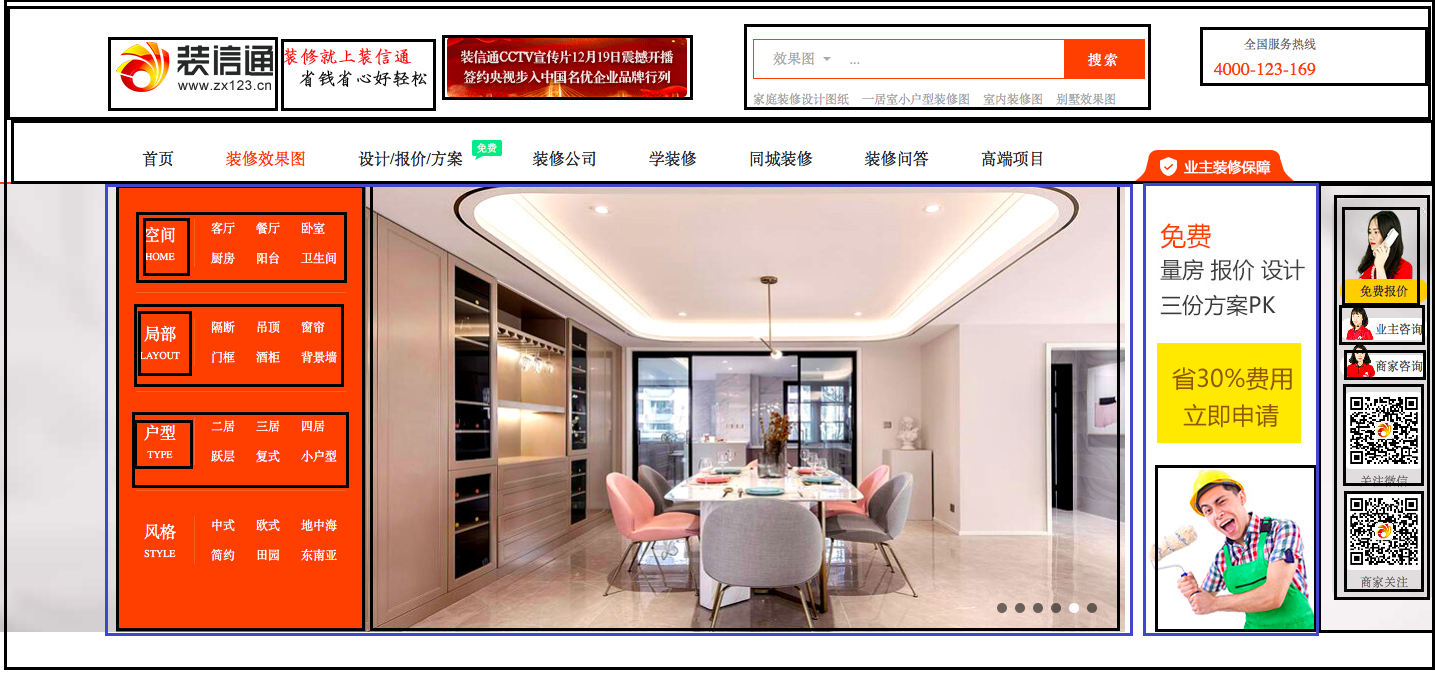 装信通
www.zx123.cn
装修就上装信通
省钱省心好轻松
装信通CCTV宣传片12月19日震撼开播
签约央视步入中国名优企业品牌行列
效果图 ... 搜索
家庭装修设计图纸 一居室小户型装修图 室内装修图 别墅效果图
全国服务热线
4000-123-169
首页 装修效果图 设计/报价/方案 免费 装修公司 学装修 同城装修 装修问答 高端项目 业主装修保障
空间 客厅 餐厅 卧室
HOME 厨房 阳台 卫生间
局部 隔断 吊顶 窗帘
LAYOUT 门框 酒柜 背景墙
户型 二居 三居 四居
TYPE 跃层 复式 小户型
风格 中式 欧式 地中海
STYLE 简约 田园 东南亚
免费
量房 报价 设计
三份方案PK
省30%费用
立即申请
免费报价
业主咨询
商家咨询
关注微信
商家关注